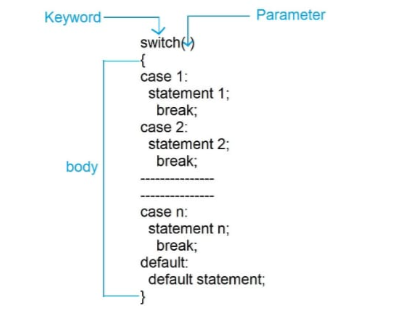 Keyword
Parameter
switch( )
{
case 1:
statement 1;
break;
case 2:
statement 2;
break;
body
---------------
---------------
case n:
statement n;
break;
default:
default statement;
}